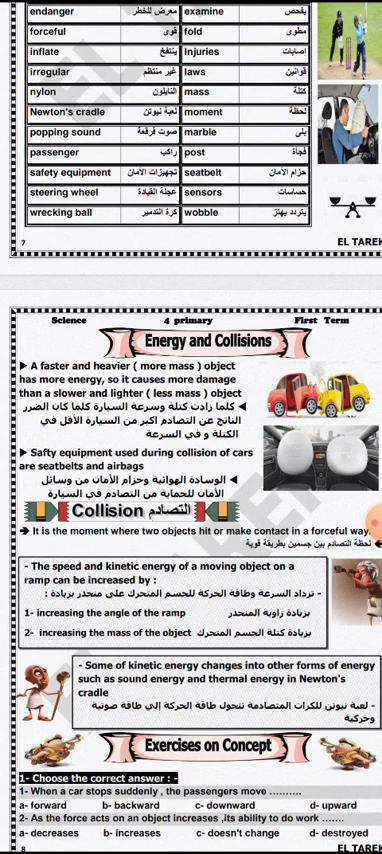 endanger معرض للخطر examine يفحص
forceful قوى fold مطوى
inflate ينتفخ Injuries إصابات
irregular غير منتظم laws قوانين
nylon النايلون mass كتلة
Newton's cradle لعبة نيوتن moment لحظة
popping sound صوت فرقعة marble بلى
passenger راكب post فجأة
safety equipment تجهيزات الأمان seatbelt حزام الأمان
steering wheel عجلة القيادة sensors حساسات
wrecking ball كرة التدمير wobble يتردد يهتز
7 EL TAREK
Science 4 primary First Term
Energy and Collisions
▶ A faster and heavier ( more mass ) object
has more energy, so it causes more damage
than a slower and lighter ( less mass ) object
◀ كلما زادت كتلة وسرعة السيارة كلما كان الضرر
الناتج عن التصادم اكبر من السيارة الأقل في
الكتلة و في السرعة
▶ Safty equipment used during collision of cars
are seatbelts and airbags
◀ الوسادة الهوائية وحزام الأمان من وسائل
الأمان للحماية من التصادم في السيارة
Collision التصادم
➔ It is the moment where two objects hit or make contact in a forceful way.
لحظة التصادم بين جسمين بطريقة قوية
- The speed and kinetic energy of a moving object on a
ramp can be increased by :
- تزداد السرعة وطاقة الحركة للجسم المتحرك على منحدر بزيادة :
1- increasing the angle of the ramp بزيادة زاوية المنحدر
2- increasing the mass of the object بزيادة كتلة الجسم المتحرك
- Some of kinetic energy changes into other forms of energy
such as sound energy and thermal energy in Newton's
cradle
- لعبة نيوتن للكرات المتصادمة تتحول طاقة الحركة إلي طاقة صوتية
وحركية
Exercises on Concept
1- Choose the correct answer : -
1- When a car stops suddenly , the passengers move ..........
a- forward b- backward c- downward d- upward
2- As the force acts on an object increases ,its ability to do work .......
a- decreases b- increases c- doesn't change d- destroyed
8 EL TAREK